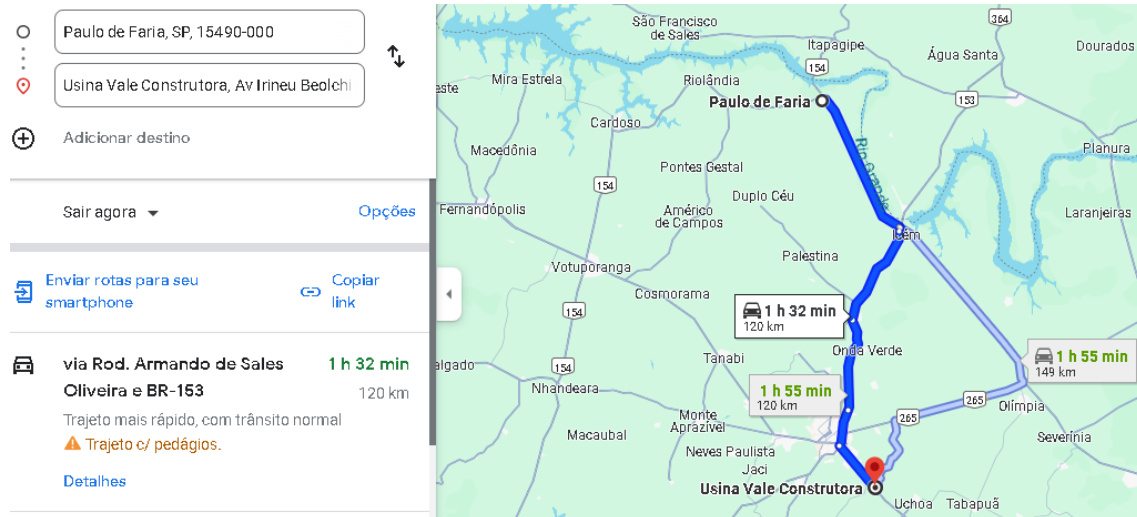 Paulo de Faria, SP, 15490-000
Usina Vale Construtora, Av Irineu Beolchi
Adicionar destino
Sair agora
Opções
Enviar rotas para seu
smartphone
Copiar
link
via Rod. Armando de Sales
Oliveira e BR-153
1 h 32 min
120 km
Trajeto mais rápido, com trânsito normal
Trajeto c/ pedágios.
Detalhes
São Francisco
de Sales
364
Itapagipe
Água Santa
Dourados
154
este
Mira Estrela
Riolândia
Paulo de Faria
153
Cardoso
Macedônia
Rio Grande
Planura
Pontes Gestal
154
Duplo Céu
Fernandópolis
Américo
de Campos
Laranjeiras
Icém
Palestina
Votuporanga
Cosmorama
154
1 h 32 min
120 km
Onda Verde
Tanabi
1 h 55 min
149 km
algado
154
Nhandeara
1 h 55 min
120 km
265
Olímpia
265
Monte
Aprazível
Macaubal
Severínia
Neves Paulista
Jaci
Usina Vale Construtora
Uchoa
Tabapuã